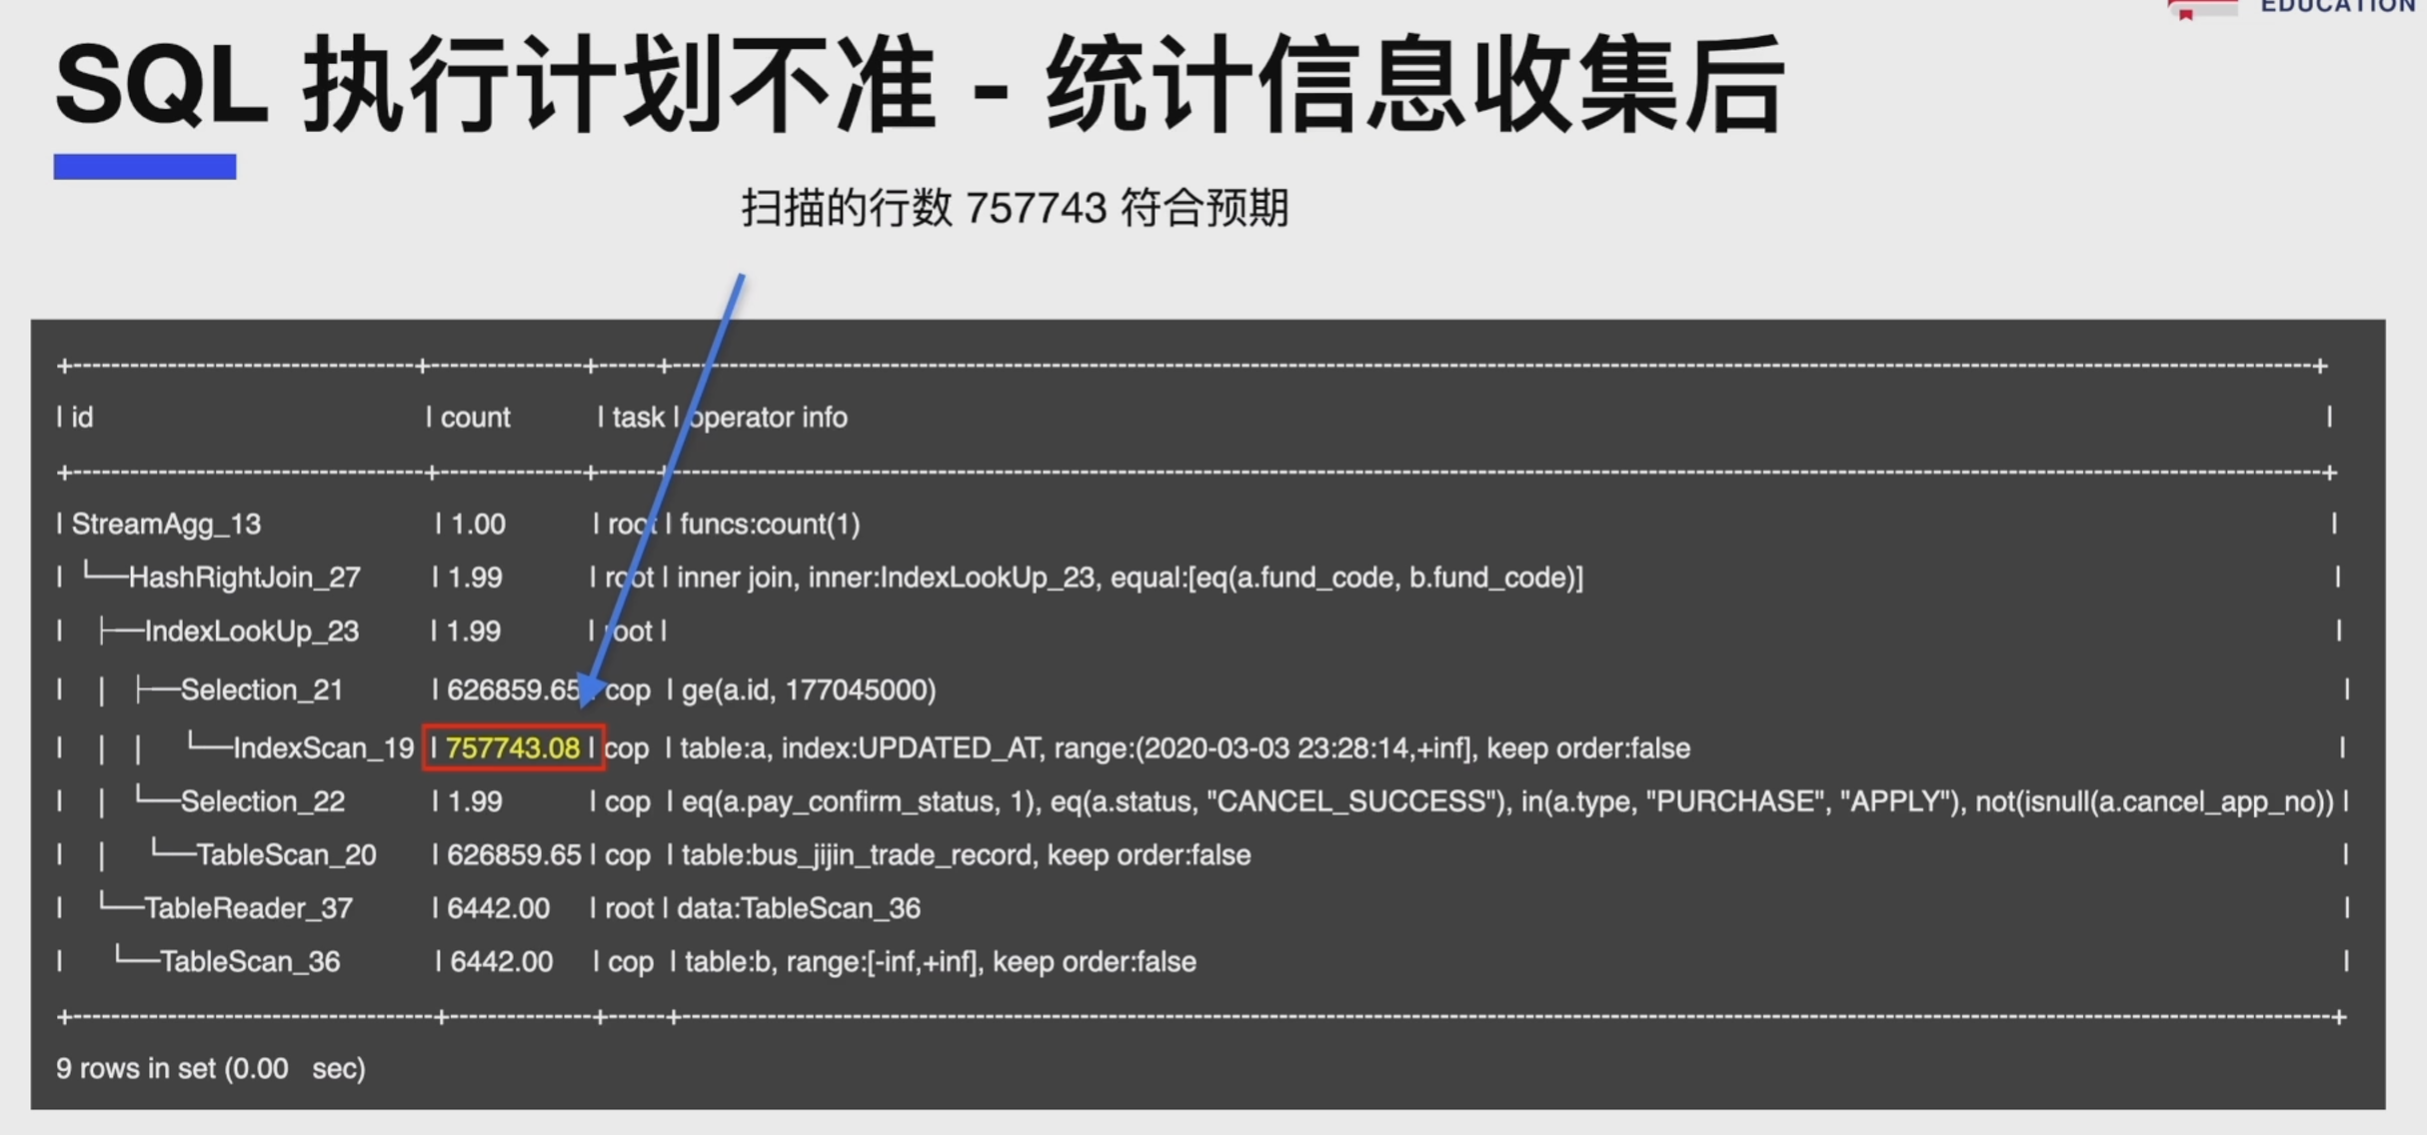 EDUCATION
SQL 执行计划不准 - 统计信息收集后
扫描的行数 757743 符合预期
+-------------------------------+--------------+------+--------------------------------------------------------------------------------+
| id | count | task | operator info |
+-------------------------------+--------------+------+--------------------------------------------------------------------------------+
| StreamAgg_13 | 1.00 | root | funcs:count(1) |
| └──HashRightJoin_27 | 1.99 | root | inner join, inner:IndexLookUp_23, equal:[eq(a.fund_code, b.fund_code)] |
| ├──IndexLookUp_23 | 1.99 | root | |
| │ ├──Selection_21 | 626859.65 | cop | ge(a.id, 177045000) |
| │ │ └──IndexScan_19 | 757743.08 | cop | table:a, index:UPDATED_AT, range:(2020-03-03 23:28:14,+inf], keep order:false |
| │ └──Selection_22 | 1.99 | cop | eq(a.pay_confirm_status, 1), eq(a.status, "CANCEL_SUCCESS"), in(a.type, "PURCHASE", "APPLY"), not(isnull(a.cancel_app_no)) |
| │ └──TableScan_20 | 626859.65 | cop | table:bus_jijin_trade_record, keep order:false |
| └──TableReader_37 | 6442.00 | root | data:TableScan_36 |
| └──TableScan_36 | 6442.00 | cop | table:b, range:[-inf,+inf], keep order:false |
+-------------------------------+--------------+------+--------------------------------------------------------------------------------+
9 rows in set (0.00 sec)